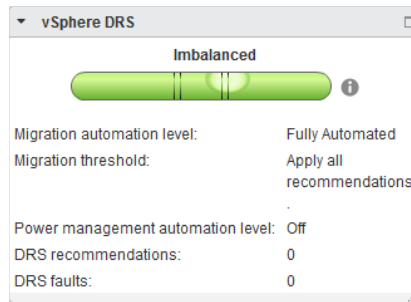 vSphere DRS
Imbalanced
Migration automation level: Fully Automated
Migration threshold: Apply all
recommendations
.
Power management automation level: Off
DRS recommendations: 0
DRS faults: 0